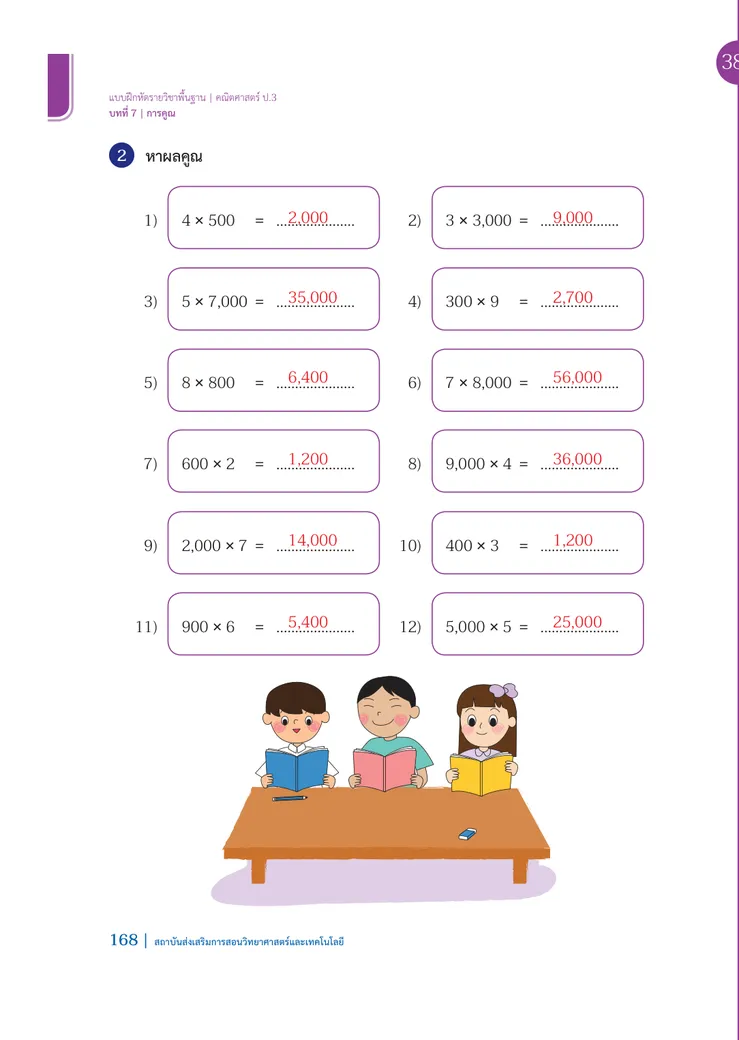 38
แบบฝึกหัดรายวิชาพื้นฐาน | คณิตศาสตร์ ป.3
บทที่ 7 | การคูณ
2 หาผลคูณ
1) 4 × 500 = 2,000
2) 3 × 3,000 = 9,000
3) 5 × 7,000 = 35,000
4) 300 × 9 = 2,700
5) 8 × 800 = 6,400
6) 7 × 8,000 = 56,000
7) 600 × 2 = 1,200
8) 9,000 × 4 = 36,000
9) 2,000 × 7 = 14,000
10) 400 × 3 = 1,200
11) 900 × 6 = 5,400
12) 5,000 × 5 = 25,000
168 | สถาบันส่งเสริมการสอนวิทยาศาสตร์และเทคโนโลยี